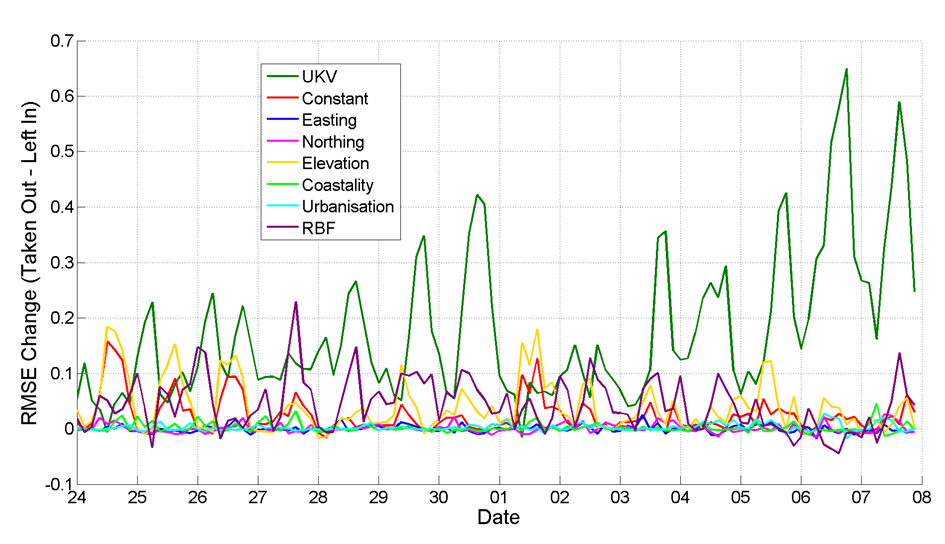 0.7
0.6
0.5
0.4
0.3
0.2
0.1
0
-0.1
RMSE Change (Taken Out - Left In)
UKV
Constant
Easting
Northing
Elevation
Coastality
Urbanisation
RBF
24 25 26 27 28 29 30 01 02 03 04 05 06 07 08
Date